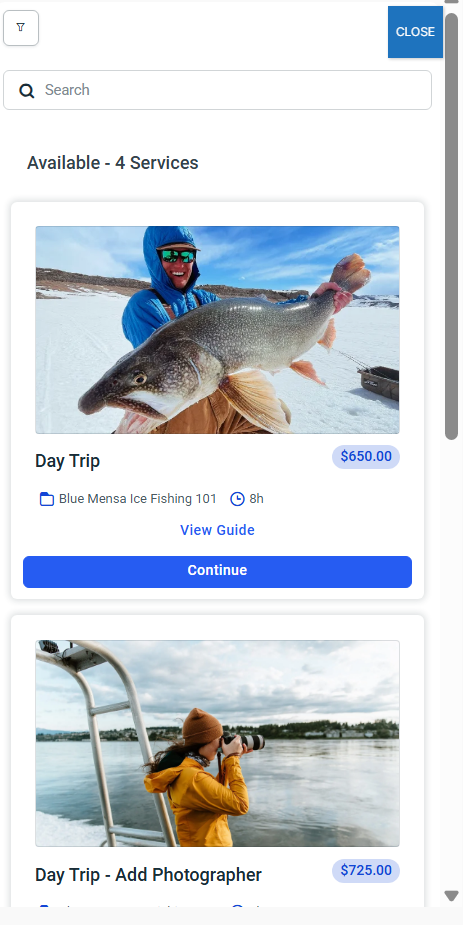 CLOSE
Search
Available - 4 Services
Day Trip
$650.00
Blue Mensa Ice Fishing 101
8h
View Guide
Continue
Day Trip - Add Photographer
$725.00